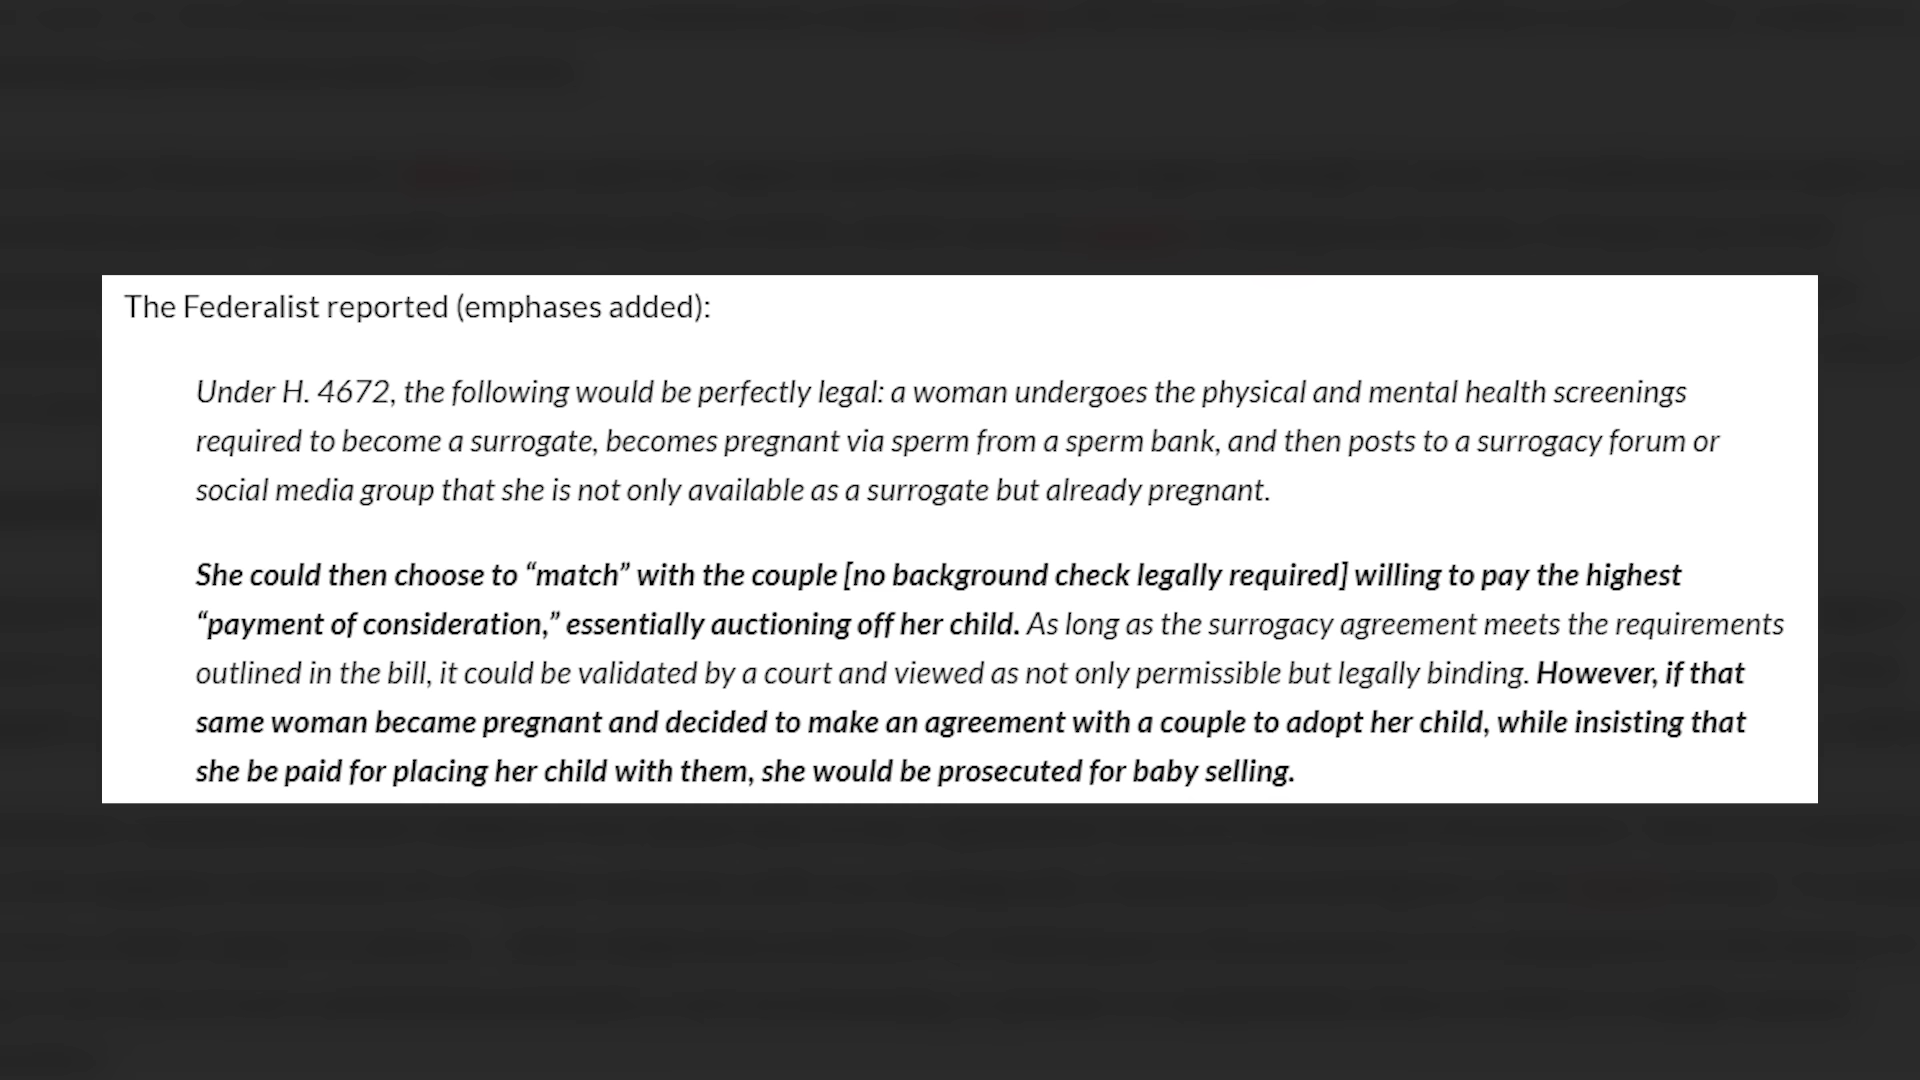 The Federalist reported (emphases added):
Under H. 4672, the following would be perfectly legal: a woman undergoes the physical and mental health screenings
required to become a surrogate, becomes pregnant via sperm from a sperm bank, and then posts to a surrogacy forum or
social media group that she is not only available as a surrogate but already pregnant.
She could then choose to “match” with the couple [no background check legally required] willing to pay the highest
“payment of consideration,” essentially auctioning off her child. As long as the surrogacy agreement meets the requirements
outlined in the bill, it could be validated by a court and viewed as not only permissible but legally binding. However, if that
same woman became pregnant and decided to make an agreement with a couple to adopt her child, while insisting that
she be paid for placing her child with them, she would be prosecuted for baby selling.